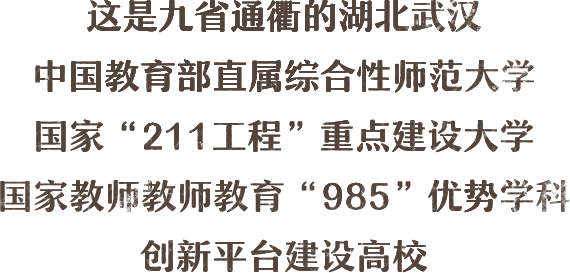 这是九省通衢的湖北武汉
中国教育部直属综合性师范大学
国家“211工程”重点建设大学
国家教师教师教育“985”优势学科
创新平台建设高校